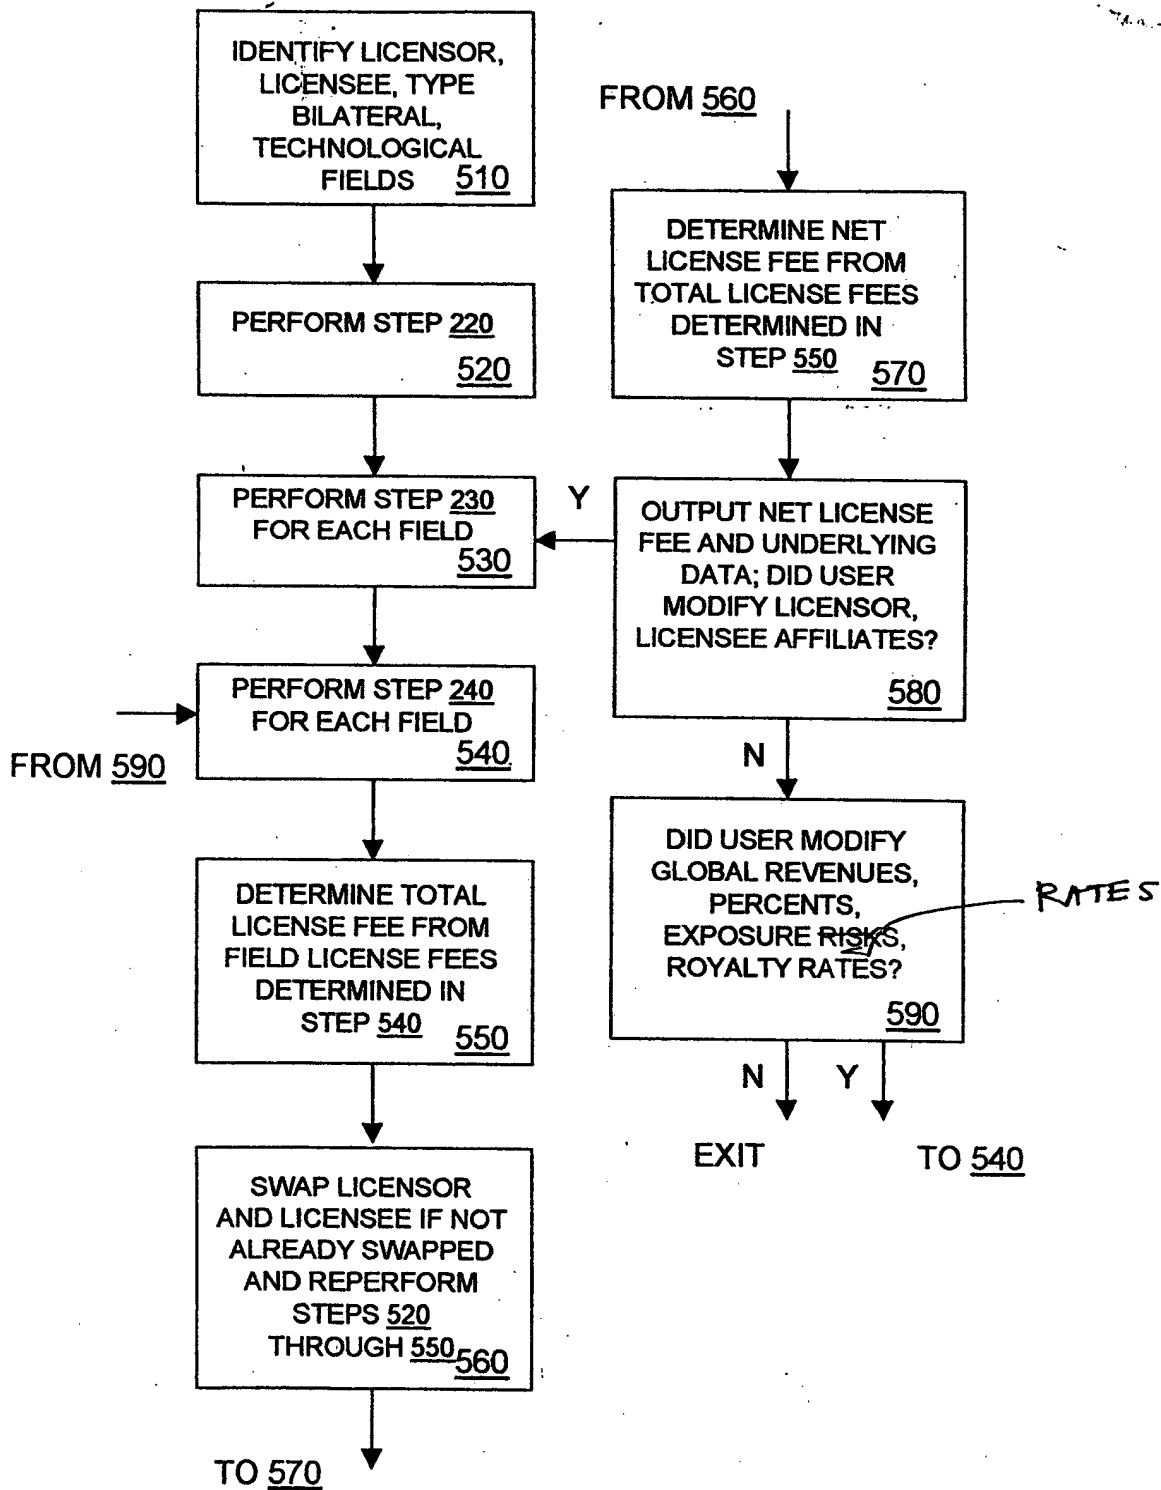 IDENTIFY LICENSOR,
LICENSEE, TYPE
BILATERAL,
TECHNOLOGICAL
FIELDS 510
PERFORM STEP 220
520
PERFORM STEP 230
FOR EACH FIELD
530
PERFORM STEP 240
FOR EACH FIELD
540
FROM 590
DETERMINE TOTAL
LICENSE FEE FROM
FIELD LICENSE FEES
DETERMINED IN
STEP 540
550
SWAP LICENSOR
AND LICENSEE IF NOT
ALREADY SWAPPED
AND REPERFORM
STEPS 520
THROUGH 550
560
TO 570
FROM 560
DETERMINE NET
LICENSE FEE FROM
TOTAL LICENSE FEES
DETERMINED IN
STEP 550
570
Y
OUTPUT NET LICENSE
FEE AND UNDERLYING
DATA; DID USER
MODIFY LICENSOR,
LICENSEE AFFILIATES?
580
N
DID USER MODIFY
GLOBAL REVENUES,
PERCENTS,
EXPOSURE RISKS,
ROYALTY RATES?
590
RATES
N Y
EXIT TO 540